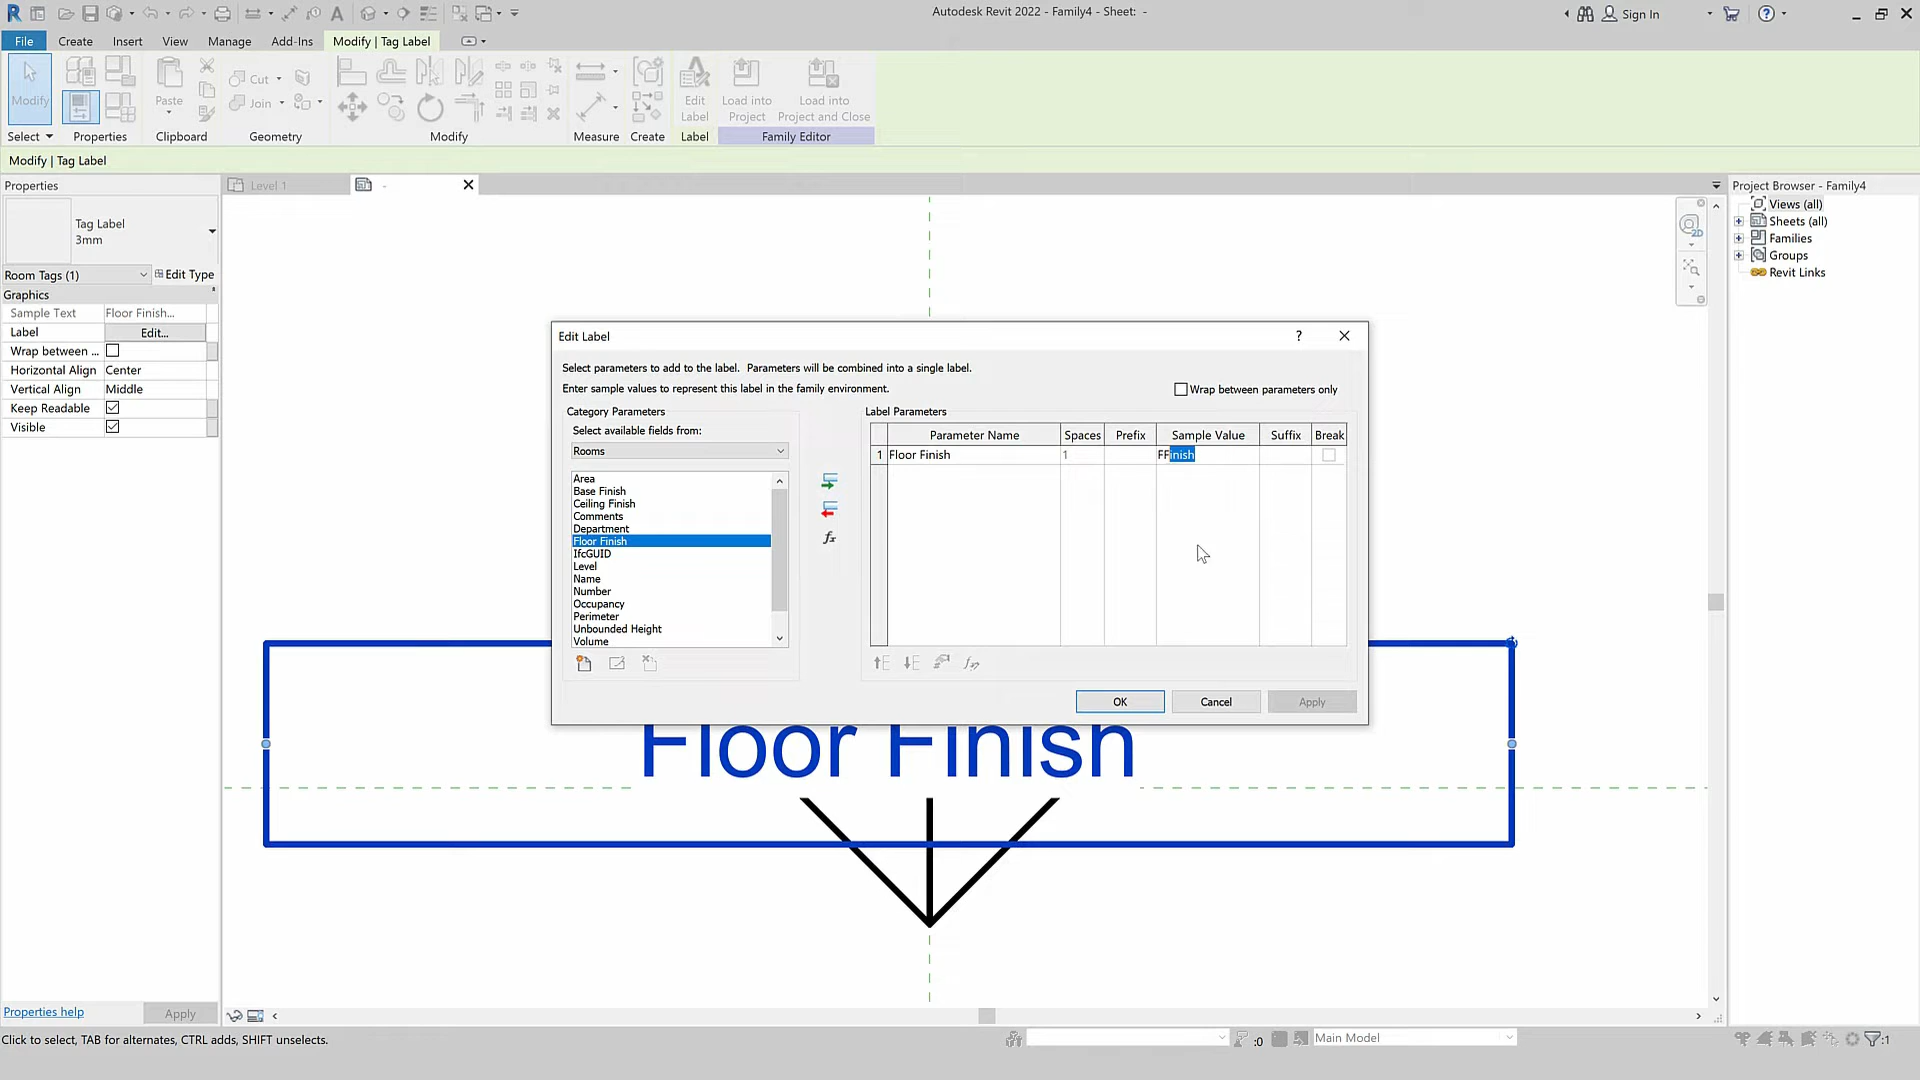 Autodesk Revit 2022 - Family4 - Sheet: -
Sign In
File Create View Insert View Manage Add-Ins Modify | Tag Label
Modify
Paste
Cut
Join
Edit Label
Load into Project
Load into Project and Close
Select Properties Clipboard Geometry Modify Measure Create Label Family Editor
Modify | Tag Label
Properties
Level 1
-
Project Browser - Family4
Tag Label
3mm
Room Tags (1)
Edit Type
Graphics
Sample Text Floor Finish...
Label Edit...
Wrap between ...
Horizontal Align Center
Vertical Align Middle
Keep Readable
Visible
Properties help
Apply
Views (all)
Sheets (all)
Families
Groups
Revit Links
2D
Edit Label
?
Select parameters to add to the label. Parameters will be combined into a single label.
Enter sample values to represent this label in the family environment.
Wrap between parameters only
Category Parameters
Select available fields from:
Rooms
Area
Base Finish
Ceiling Finish
Comments
Department
Floor Finish
IfcGUID
Level
Name
Number
Occupancy
Perimeter
Unbounded Height
Volume
fx
Label Parameters
Parameter Name Spaces Prefix Sample Value Suffix Break
1 Floor Finish 1 FFinish
OK Cancel Apply
Floor Finish
Click to select, TAB for alternates, CTRL adds, SHIFT unselects.
:0
Main Model
:1